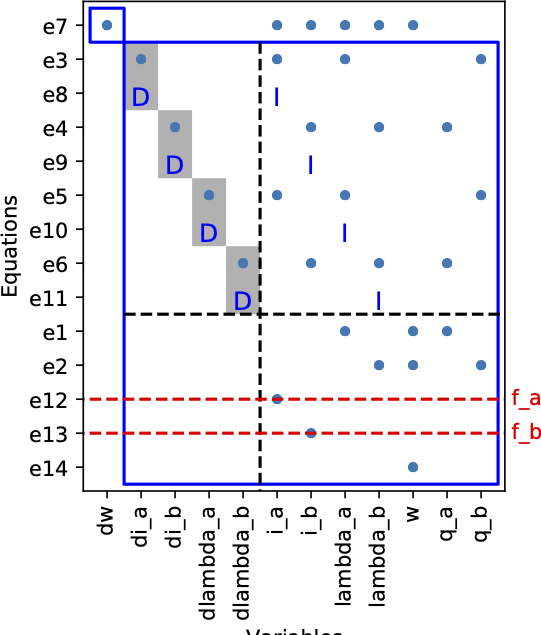 e7
e3
e8 D I
e4
e9 D I
e5
e10 D I
e6
e11 D I
e1
e2
e12 f_a
e13 f_b
e14
Equations
dw di_a di_b dlambda_a dlambda_b i_a i_b lambda_a lambda_b w q_a q_b
Variables